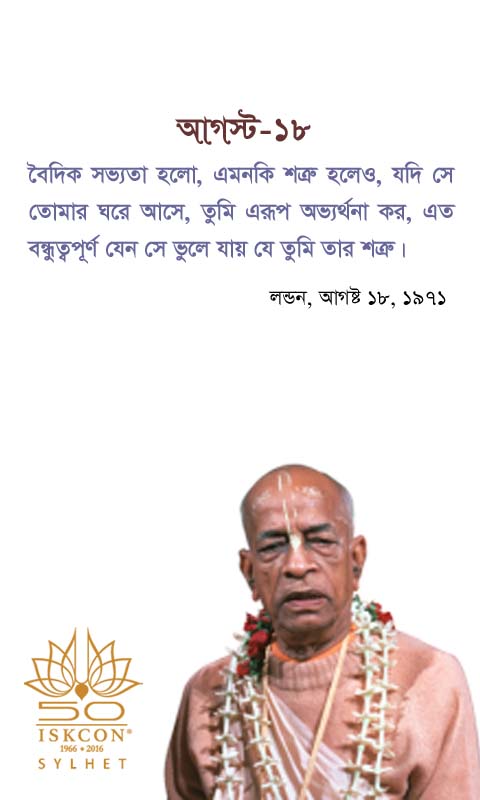 আগস্ট-১৮
বৈদিক সভ্যতা হলো, এমনকি শত্রু হলেও, যদি সে
তোমার ঘরে আসে, তুমি এরূপ অভ্যর্থনা কর, এত
বন্ধুত্বপূর্ণ যেন সে ভুলে যায় যে তুমি তার শত্রু।
লন্ডন, আগষ্ট ১৮, ১৯৭১
50
ISKCON®
1966 • 2016
SYLHET